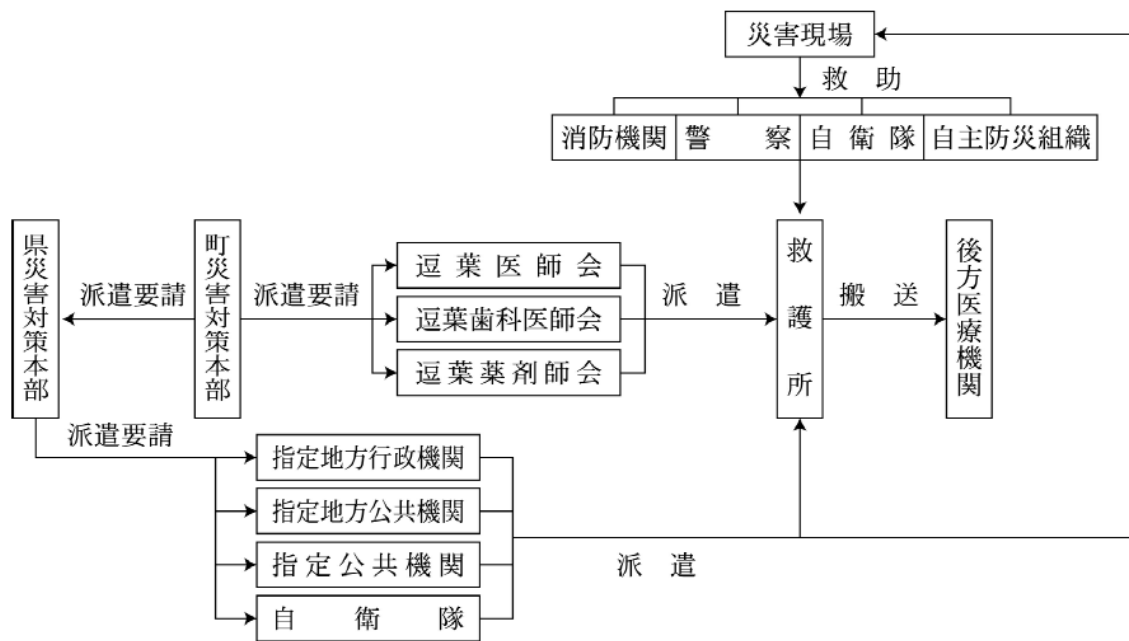 災害現場
救助
消防機関
警察
自衛隊
自主防災組織
県災害対策本部
派遣要請
町災害対策本部
派遣要請
逗葉医師会
逗葉歯科医師会
逗葉薬剤師会
派遣
救護所
搬送
後方医療機関
派遣要請
指定地方行政機関
指定地方公共機関
指定公共機関
自衛隊
派遣